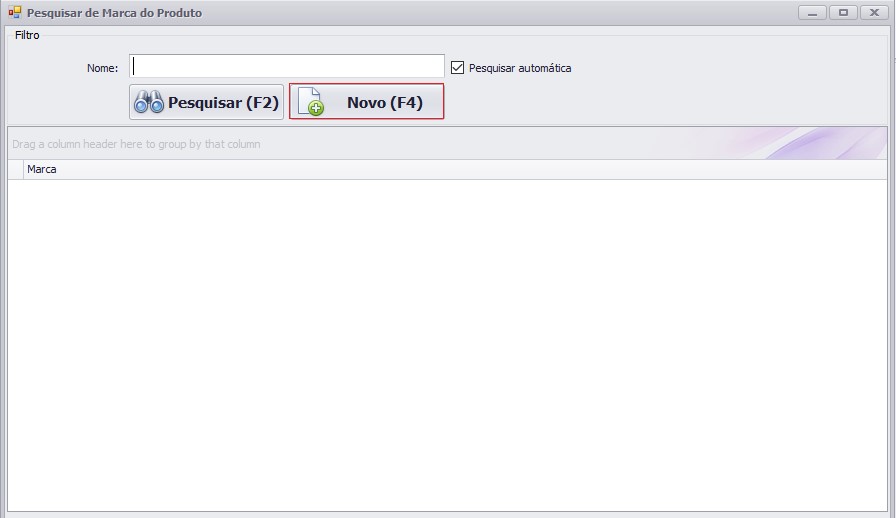 Pesquisar de Marca do Produto
Filtro
Nome:
Pesquisar automática
Pesquisar (F2)
Novo (F4)
Drag a column header here to group by that column
Marca